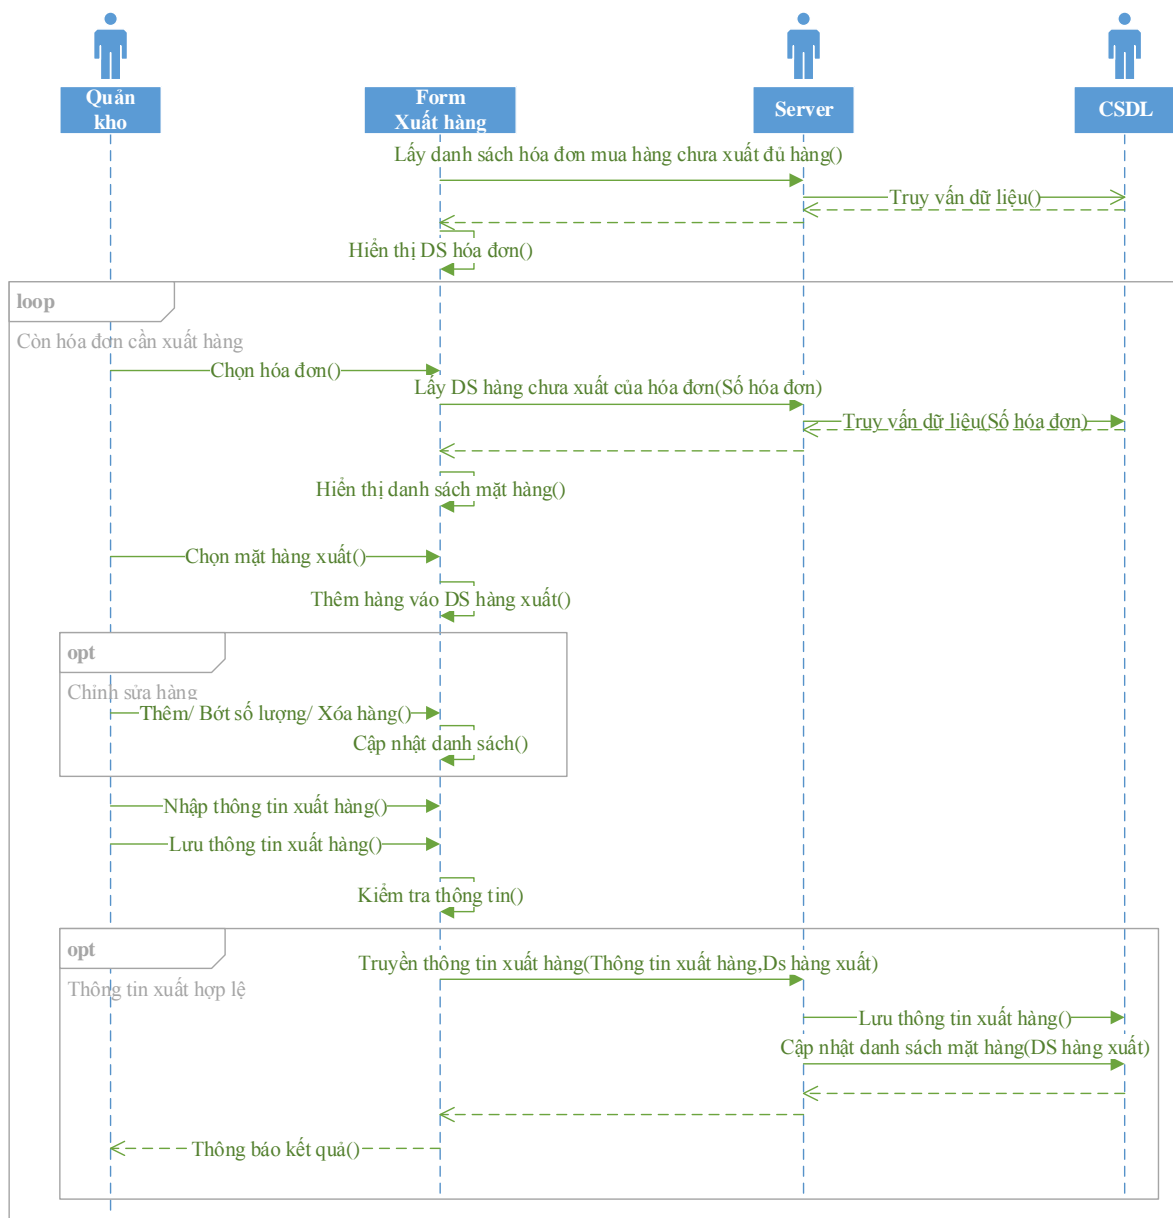 Quản
kho
Form
Xuất hàng
Server
CSDL
Lấy danh sách hóa đơn mua hàng chưa xuất đủ hàng()
Truy vấn dữ liệu()
Hiển thị DS hóa đơn()
loop
Còn hóa đơn cần xuất hàng
Chọn hóa đơn()
Lấy DS hàng chưa xuất của hóa đơn(Số hóa đơn)
Truy vấn dữ liệu(Số hóa đơn)
Hiển thị danh sách mặt hàng()
Chọn mặt hàng xuất()
Thêm hàng váo DS hàng xuất()
opt
Chỉnh sửa hàng
Thêm/ Bớt số lượng/ Xóa hàng()
Cập nhật danh sách()
Nhập thông tin xuất hàng()
Lưu thông tin xuất hàng()
Kiểm tra thông tin()
opt
Thông tin xuất hợp lệ
Truyền thông tin xuất hàng(Thông tin xuất hàng,Ds hàng xuất)
Lưu thông tin xuất hàng()
Cập nhật danh sách mặt hàng(DS hàng xuất)
Thông báo kết quả()